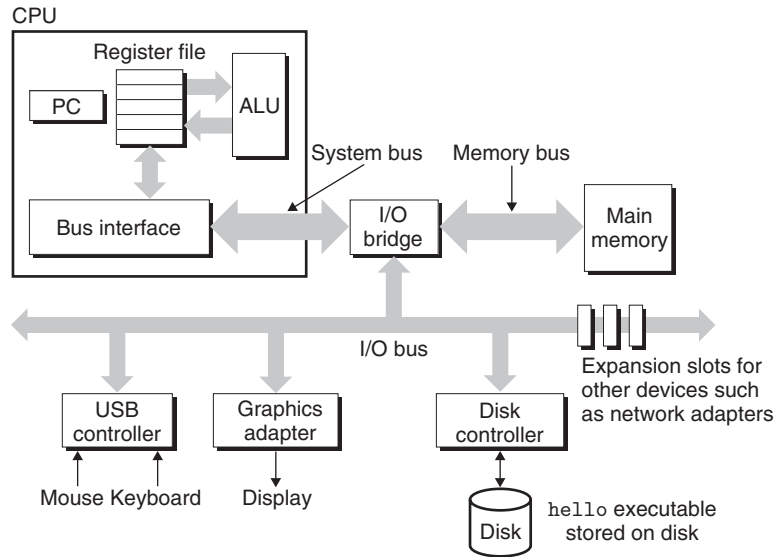 CPU
Register file
PC
ALU
System bus
Memory bus
Bus interface
I/O
bridge
Main
memory
I/O bus
Expansion slots for
other devices such
as network adapters
USB
controller
Graphics
adapter
Disk
controller
Mouse Keyboard
Display
Disk
hello executable
stored on disk